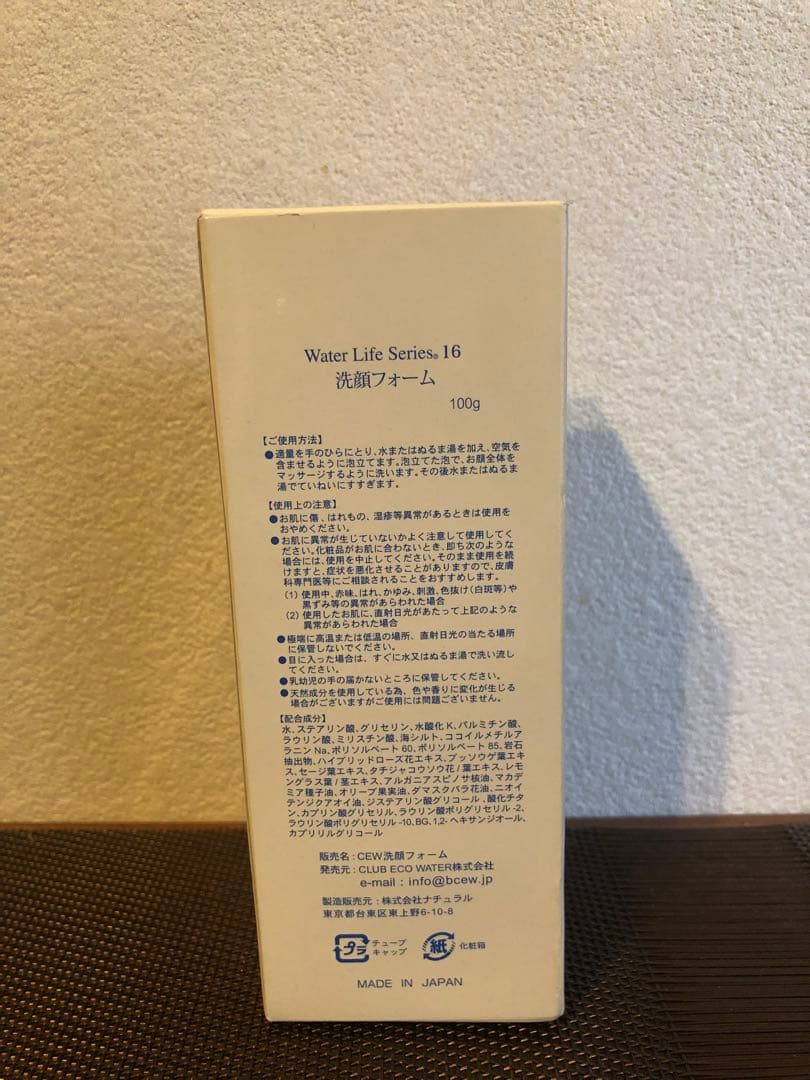 Water Life Series® 16
洗顔フォーム
100g
【ご使用方法】
●適量を手のひらにとり、水またはぬるま湯を加え、空気を
含ませるように泡立てます。泡立てた泡で、お顔全体を
マッサージするように洗います。その後水またはぬるま
湯でていねいにすすぎます。
【使用上の注意】
●お肌に傷、はれもの、湿疹等異常があるときは使用を
おやめください。
●お肌に異常が生じていないかよく注意して使用してく
ださい。化粧品がお肌に合わないとき、即ち次のような
場合には、使用を中止してください。そのまま使用を続
けますと、症状を悪化させることがありますので、皮膚
科専門医等にご相談されることをおすすめします。
(1) 使用中、赤味、はれ、かゆみ、刺激、色抜け(白斑等)や
黒ずみ等の異常があらわれた場合
(2) 使用したお肌に、直射日光があたって上記のような
異常があらわれた場合
●極端に高温または低温の場所、直射日光の当たる場所
に保管しないでください。
●目に入った場合は、すぐに水又はぬるま湯で洗い流し
てください。
●乳幼児の手の届かないところに保管してください。
●天然成分を使用している為、色や香りに変化が生じる
場合がございますがご使用には問題ございません。
【配合成分】
水、ステアリン酸、グリセリン、水酸化K、パルミチン酸、
ラウリン酸、ミリスチン酸、海シルト、ココイルメチルア
ラニンNa、ポリソルベート60、ポリソルベート85、岩石
抽出物、ハイブリッドローズ花エキス、ブッソウゲ葉エキ
ス、セージ葉エキス、タチジャコウソウ花/葉エキス、レモ
ングラス葉/茎エキス、アルガニアスピノサ核油、マカデ
ミア種子油、オリーブ果実油、ダマスクバラ花油、ニオイ
テンジクアオイ油、ジステアリン酸グリコール、酸化チタ
ン、カプリン酸グリセリル、ラウリン酸ポリグリセリル-2、
ラウリン酸ポリグリセリル-10、BG、1,2-ヘキサンジオール、
カプリリルグリコール
販売名：CEW洗顔フォーム
発売元：CLUB ECO WATER株式会社
e-mail : info@bcew.jp
製造販売元：株式会社ナチュラル
東京都台東区東上野6-10-8
プラ チューブ
キャップ
紙 化粧箱
MADE IN JAPAN